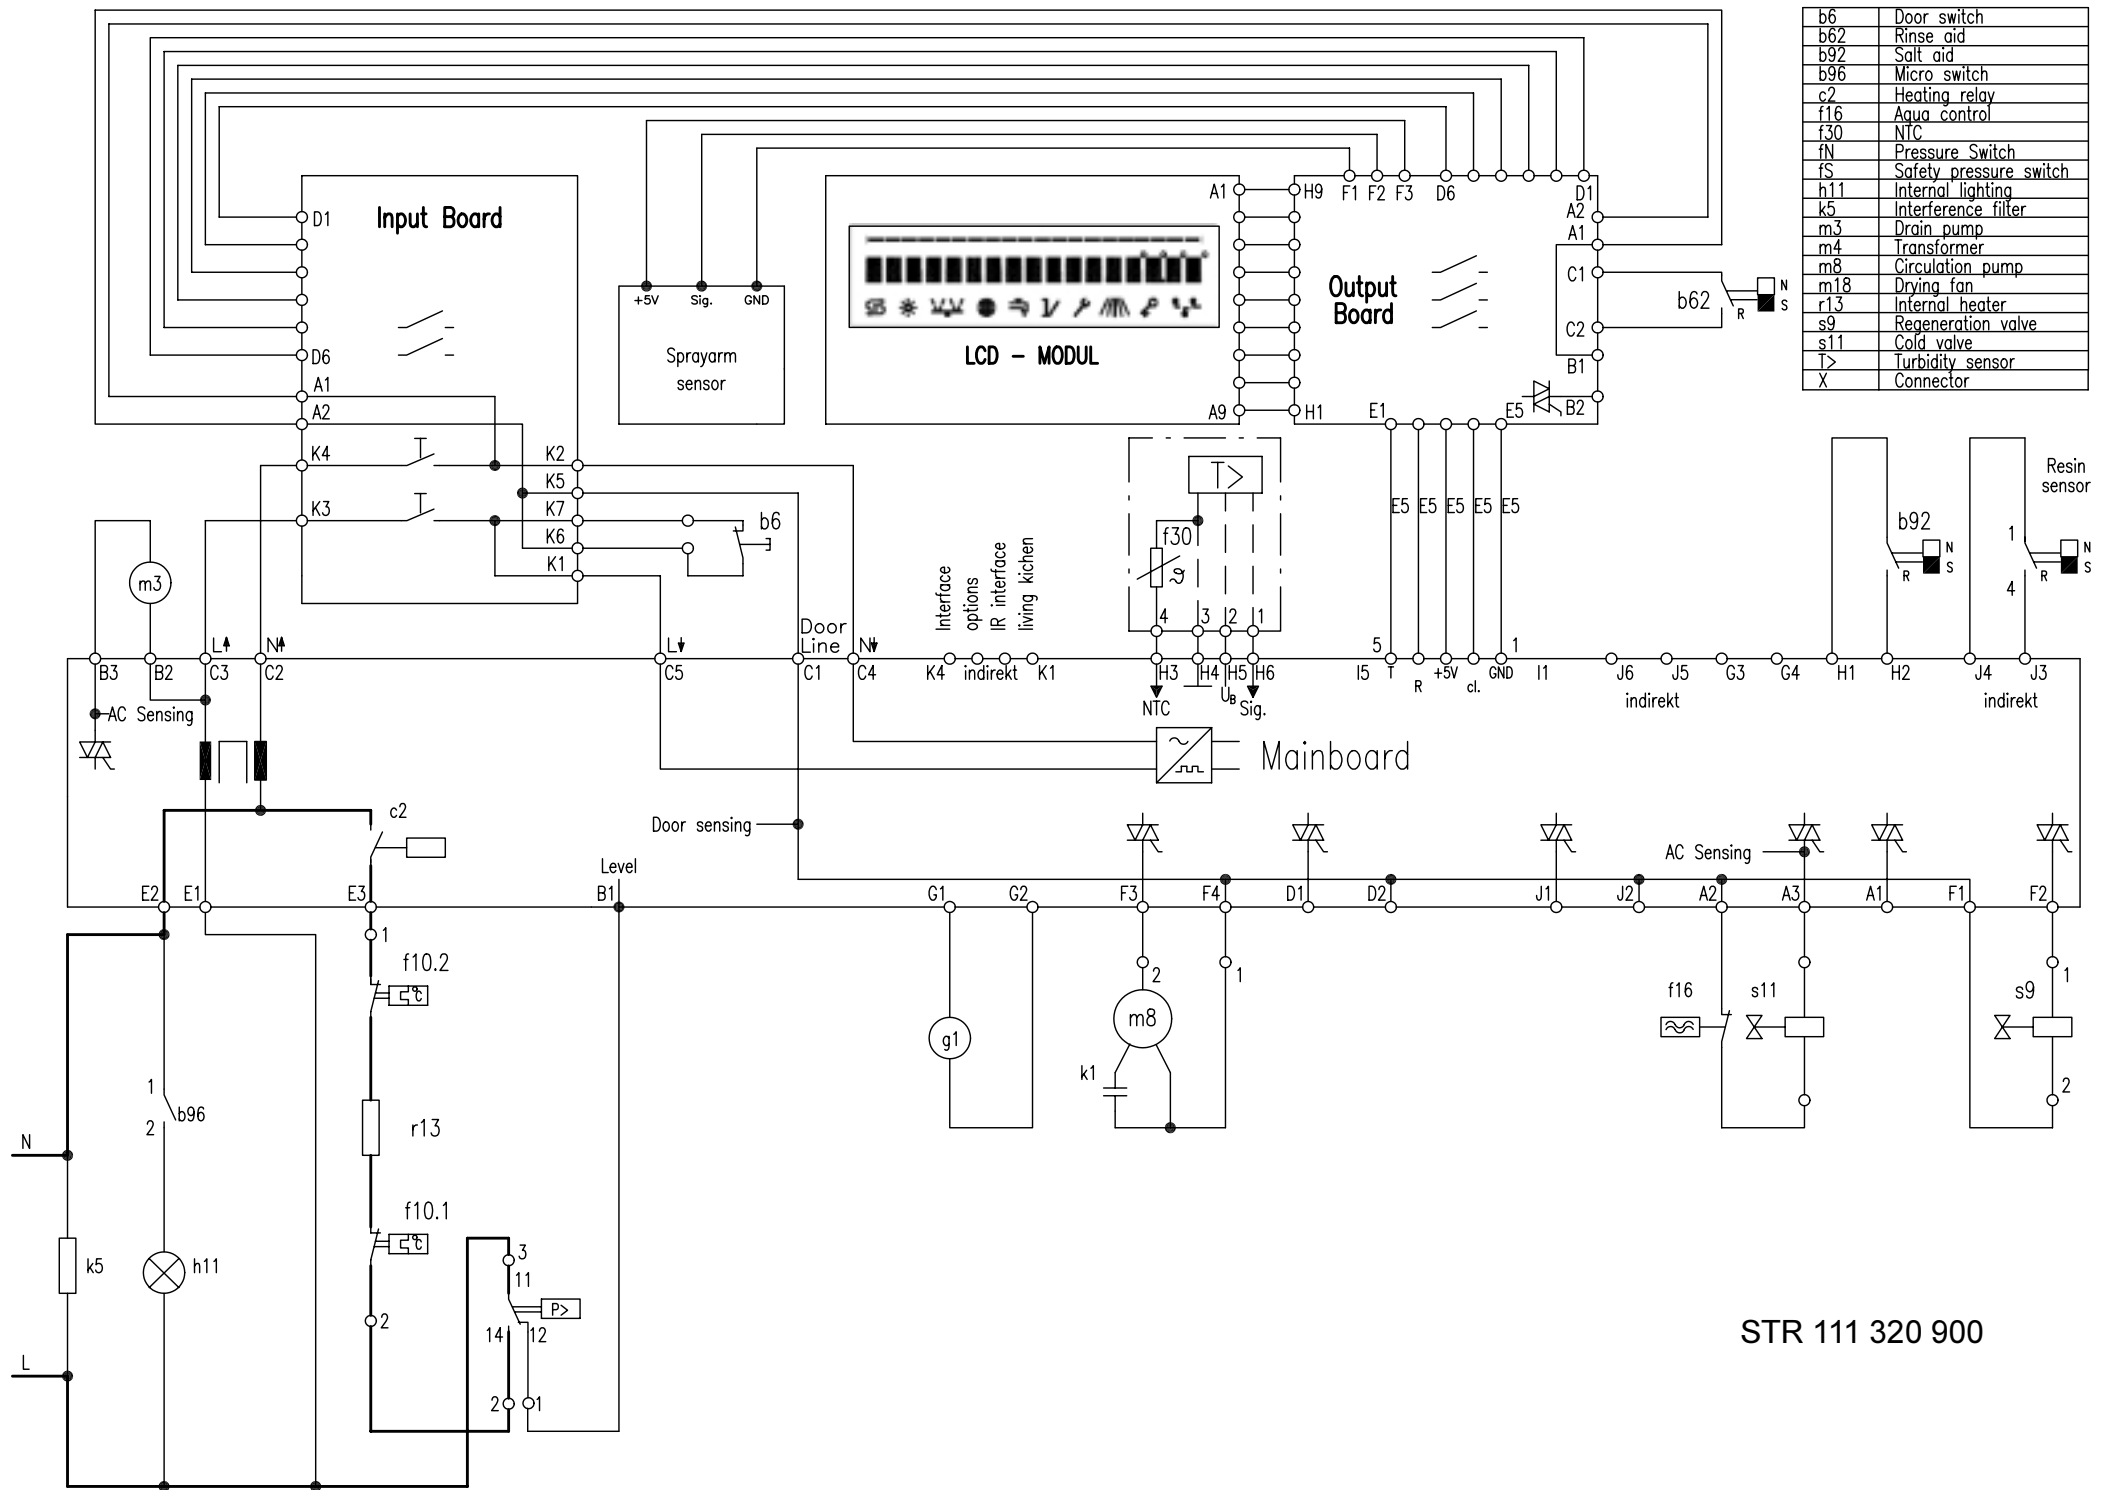 b6 Door switch
b62 Rinse aid
b92 Salt aid
b96 Micro switch
c2 Heating relay
f16 Aqua control
f30 NTC
fN Pressure Switch
fS Safety pressure switch
h11 Internal lighting
k5 Interference filter
m3 Drain pump
m4 Transformer
m8 Circulation pump
m18 Drying fan
r13 Internal heater
s9 Regeneration valve
s11 Cold valve
T> Turbidity sensor
X Connector
Input Board
D1
D6
A1
A2
K4
K3
K2
K5
K7
K6
K1
b6
+5V Sig. GND
Sprayarm
sensor
LCD - MODUL
A1
A9
H9
H1
F1 F2 F3 D6 D1
A2
A1
C1
C2
B1
B2
Output
Board
E1 E5
b62
R
N
S
E5 E5 E5 E5 E5
T>
f30
ϑ
4 3 2 1
Interface
options
IR interface
living kichen
b92
R
N
S
Resin
sensor
1
4
R
N
S
m3
L N
L
Door
Line
N
5 1
B3 B2 C3 C2 C5 C1 C4 K4 indirekt K1 H3 H4 H5 H6 I5 T R +5V cl. GND I1 J6 J5 G3 G4 H1 H2 J4 J3
indirekt
indirekt
NTC UB Sig.
AC Sensing
Mainboard
c2
Door sensing
Level
AC Sensing
E2 E1 E3 B1 G1 G2 F3 F4 D1 D2 J1 J2 A2 A3 A1 F1 F2
1
f10.2
°C
2
1
m8
k1
g1
f16
s11
s9
1
2
1
2
b96
r13
N
k5
h11
L
f10.1
°C
2
3
11
P>
14 12
2 1
STR 111 320 900